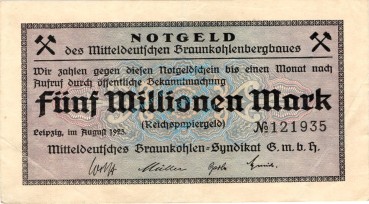 NOTGELD
des Mitteldeutschen Braunkohlenbergbaues
Wir zahlen gegen diesen Notgeldschein bis einen Monat nach
Aufruf durch öffentliche Bekanntmachung
Fünf Millionen Mark
(Reichspapiergeld)
Leipzig, im August 1923.
№121935
Mitteldeutsches Braunkohlen-Syndikat G.m.b.H.
Müller